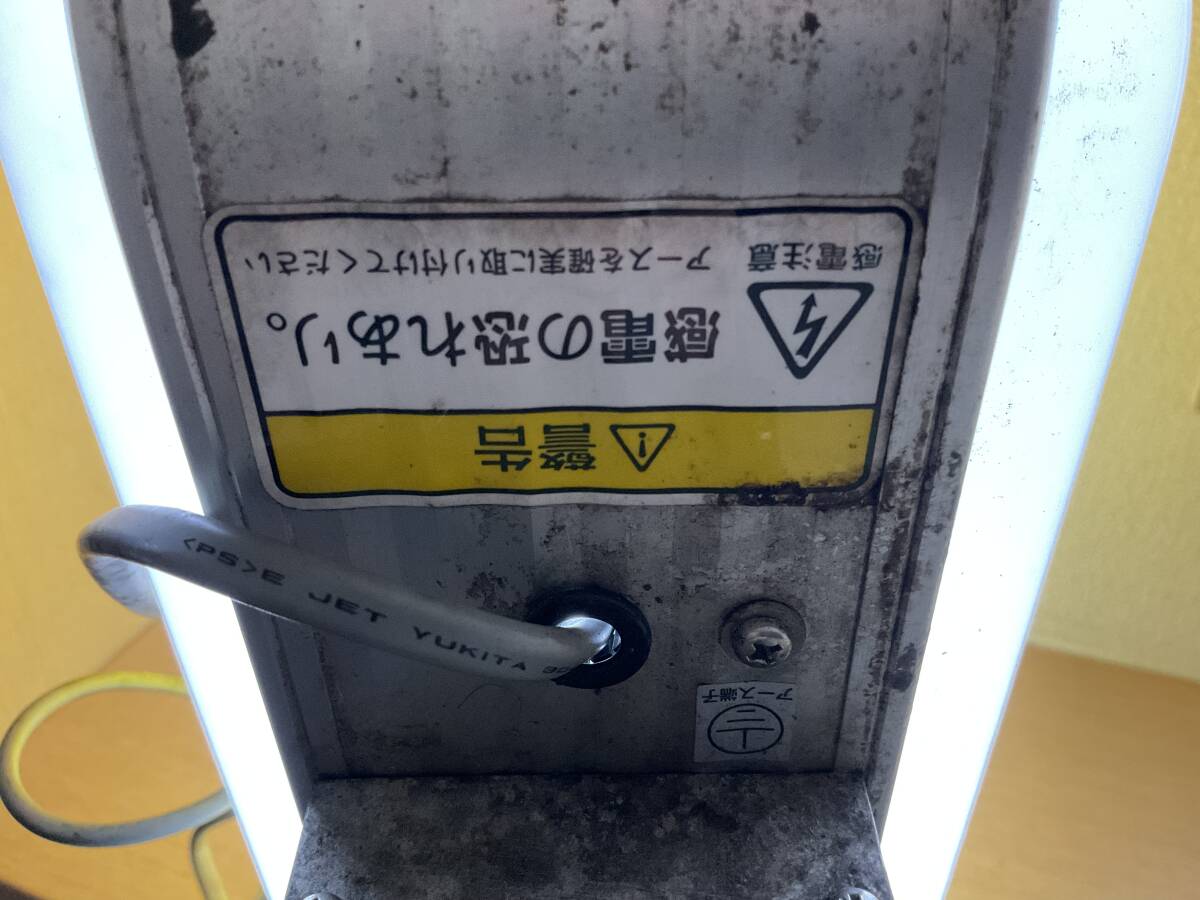 警告
感電の恐れあり。
感電注意 アースを確実に取り付けてください
<PS>E JET YUKITA
アース端子